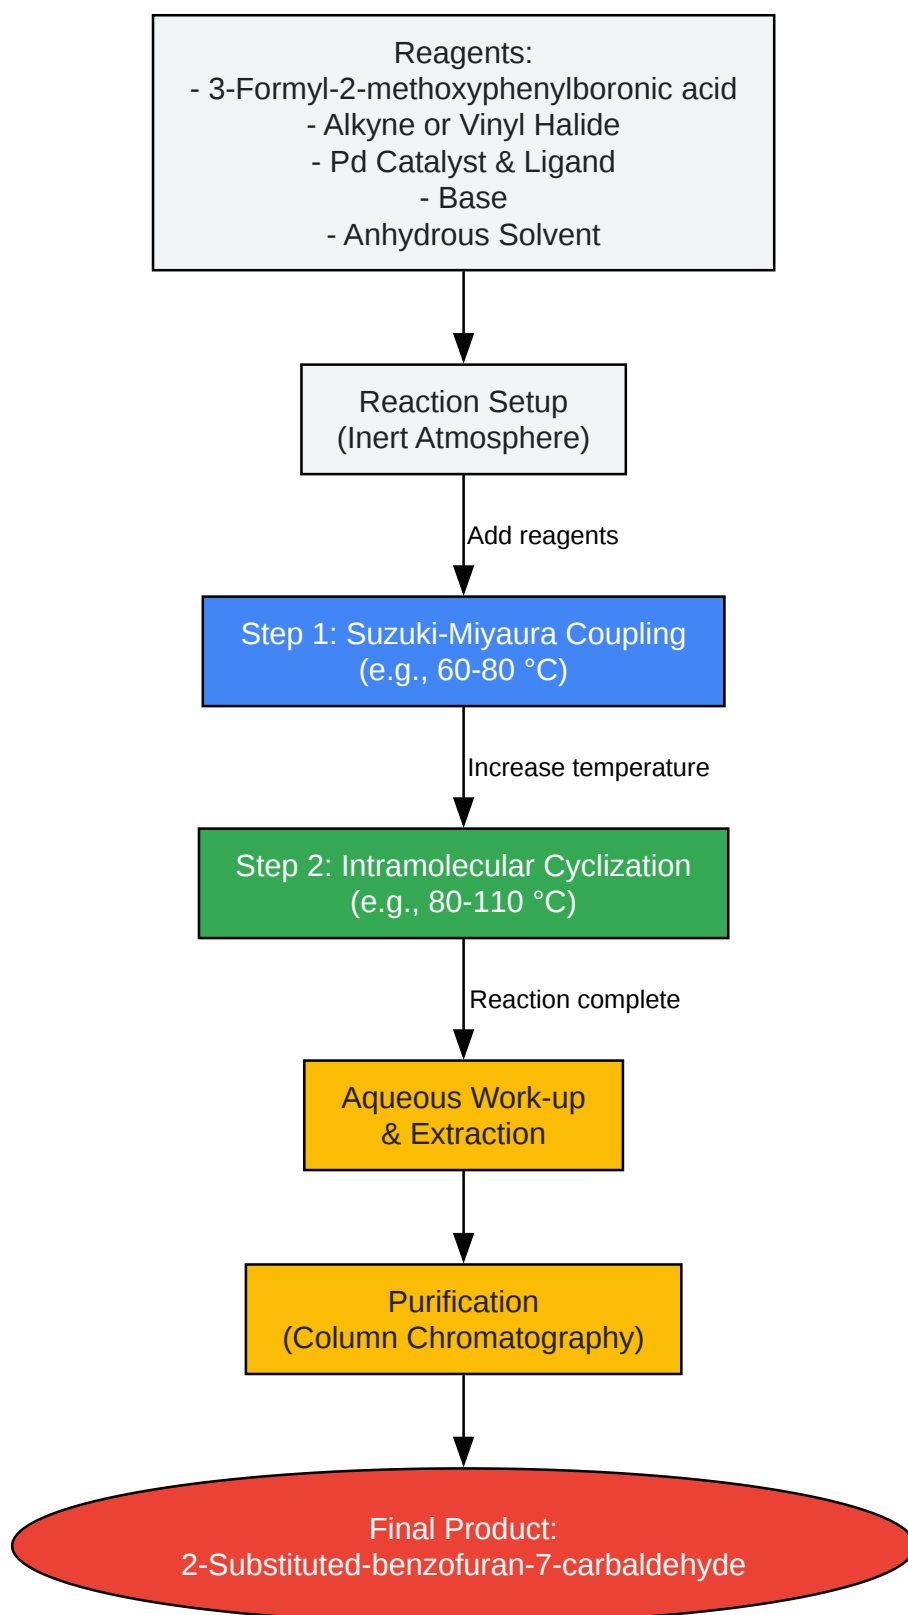 Reagents:
- 3-Formyl-2-methoxyphenylboronic acid
- Alkyne or Vinyl Halide
- Pd Catalyst & Ligand
- Base
- Anhydrous Solvent
Reaction Setup
(Inert Atmosphere)
Add reagents
Step 1: Suzuki-Miyaura Coupling
(e.g., 60-80 °C)
Increase temperature
Step 2: Intramolecular Cyclization
(e.g., 80-110 °C)
Reaction complete
Aqueous Work-up
& Extraction
Purification
(Column Chromatography)
Final Product:
2-Substituted-benzofuran-7-carbaldehyde